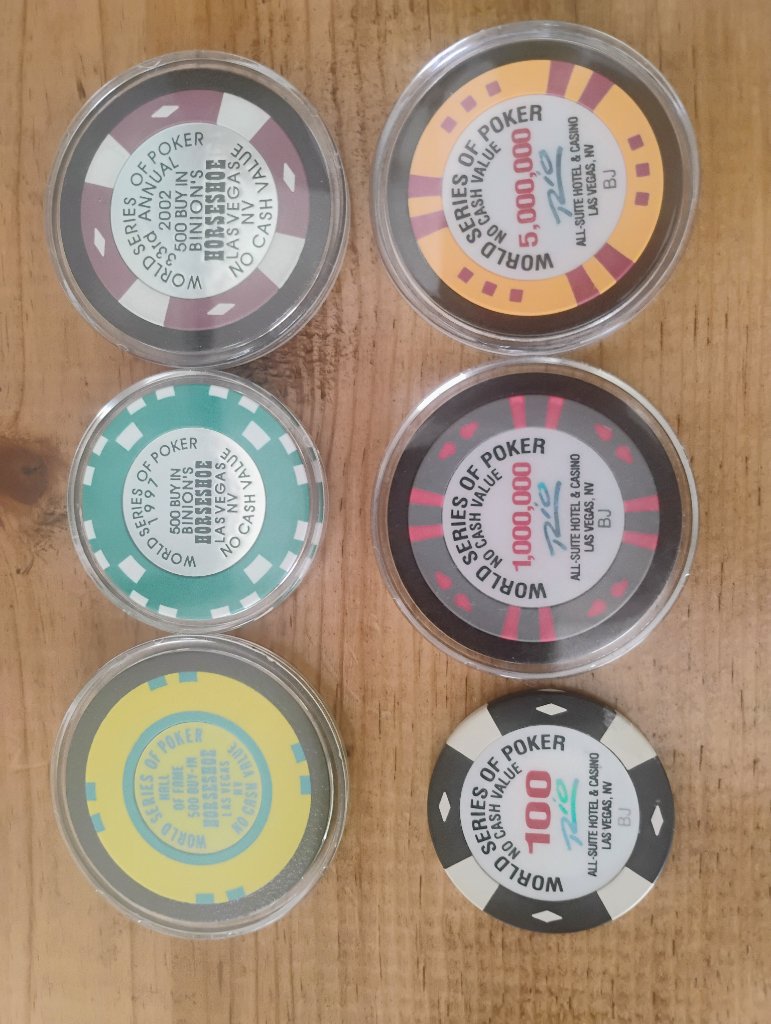 WORLD SERIES OF POKER
33rd ANNUAL
2002
500 BUY IN
BINION'S
HORSESHOE
LAS VEGAS
NV
NO CASH VALUE
WORLD SERIES OF POKER
NO CASH VALUE
5,000,000
RIO
ALL-SUITE HOTEL & CASINO
LAS VEGAS, NV
BJ
WORLD SERIES OF POKER
1997
500 BUY IN
BINION'S
HORSESHOE
LAS VEGAS
NV
NO CASH VALUE
WORLD SERIES OF POKER
NO CASH VALUE
1,000,000
RIO
ALL-SUITE HOTEL & CASINO
LAS VEGAS, NV
BJ
WORLD SERIES OF POKER
HALL
OF FAME
500 BUY-IN
HORSESHOE
LAS VEGAS
NO CASH VALUE
WORLD SERIES OF POKER
NO CASH VALUE
100
RIO
ALL-SUITE HOTEL & CASINO
LAS VEGAS, NV
BJ